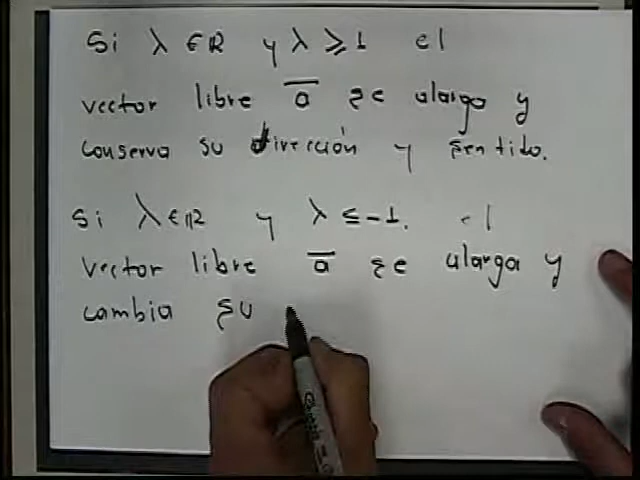 Si λ ∈ R y λ ≥ 1 el
vector libre a̅ se alarga y
conserva su dirección y sentido.
Si λ ∈ R y λ ≤ -1. el
vector libre a̅ se alarga y
cambia su